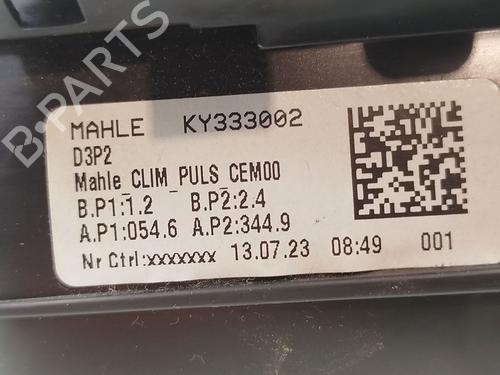 B-PARTS
MAHLE KY333002
D3P2
Mahle_CLIM_PULS_CEM00
B.P1:1.2 B.P2:2.4
A.P1:054.6 A.P2:344.9
Nr Ctrl:xxxxxxx 13.07.23 08:49 001